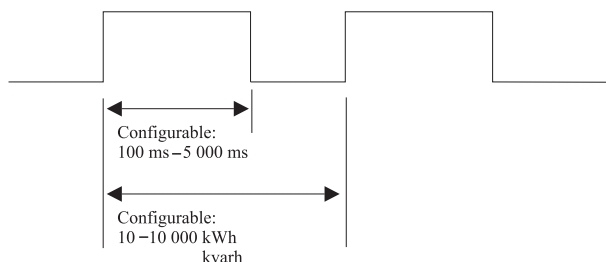 Configurable:
100 ms–5 000 ms
Configurable:
10–10 000 kWh
kvarh